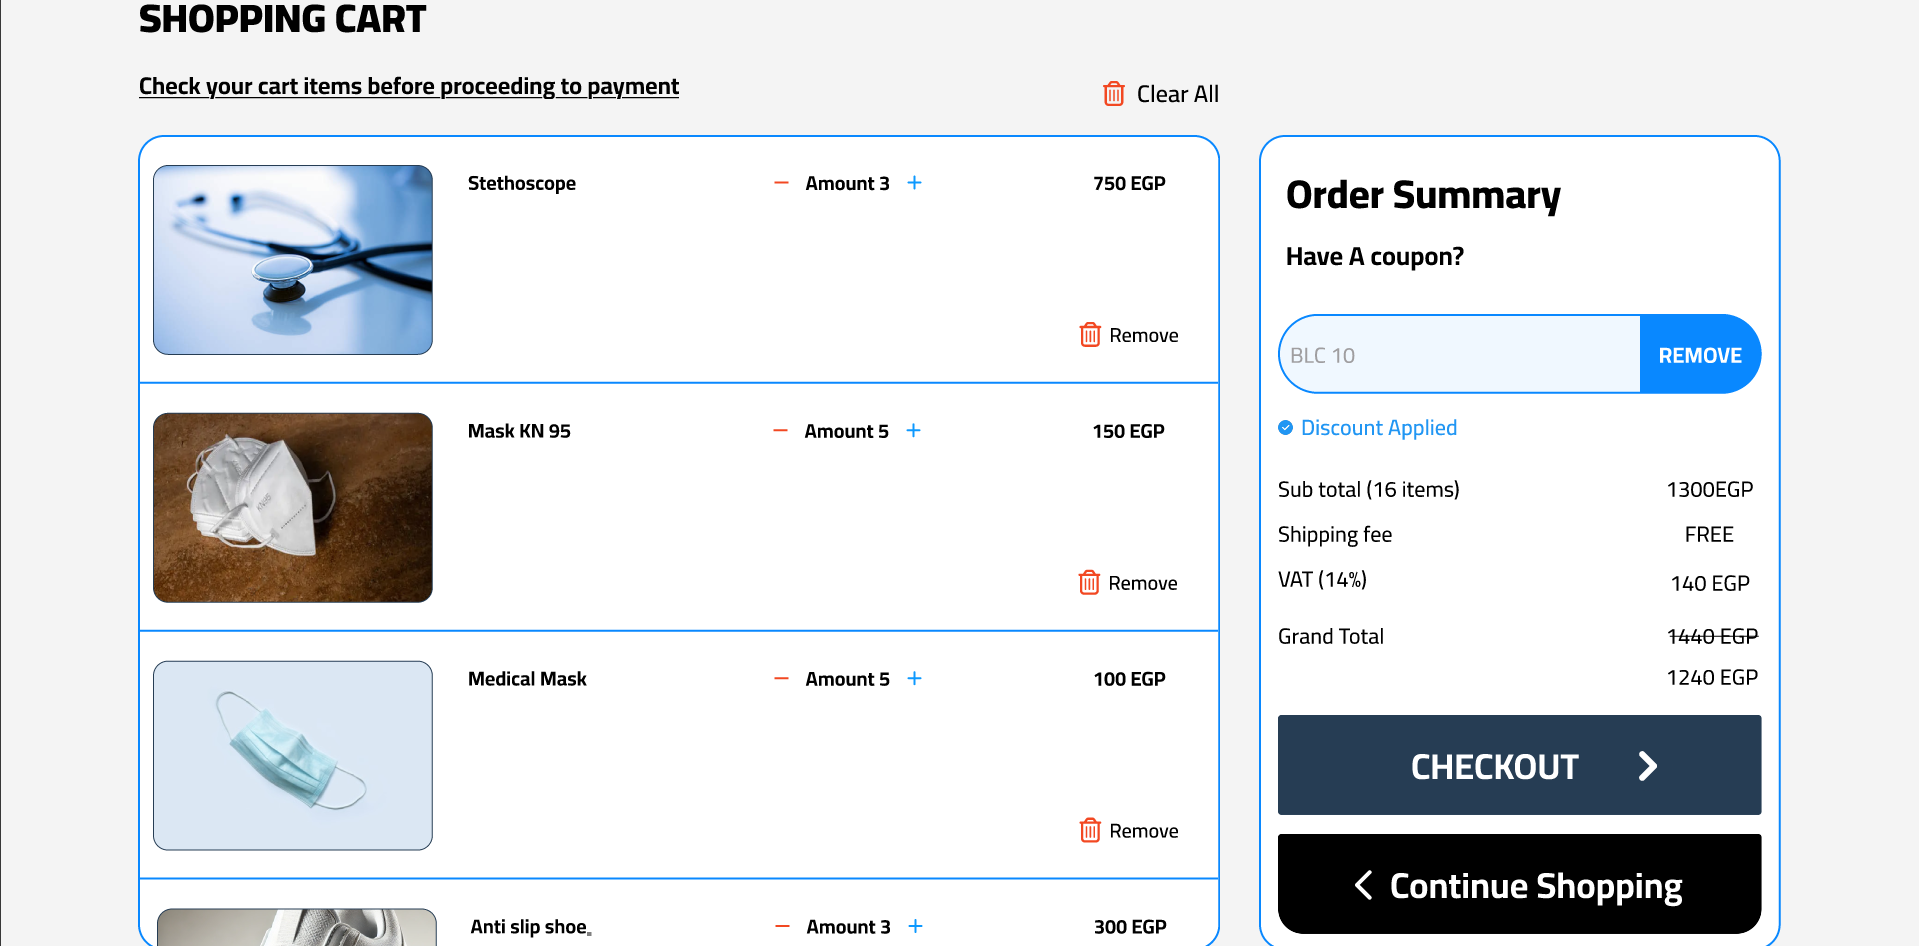 SHOPPING CART
Check your cart items before proceeding to payment
Clear All
Stethoscope
Amount 3
750 EGP
Remove
Mask KN 95
KN95
Amount 5
150 EGP
Remove
Medical Mask
Amount 5
100 EGP
Remove
Anti slip shoe
Amount 3
300 EGP
Order Summary
Have A coupon?
BLC 10
REMOVE
Discount Applied
Sub total (16 items)
1300EGP
Shipping fee
FREE
VAT (14%)
140 EGP
Grand Total
1440 EGP
1240 EGP
CHECKOUT
Continue Shopping